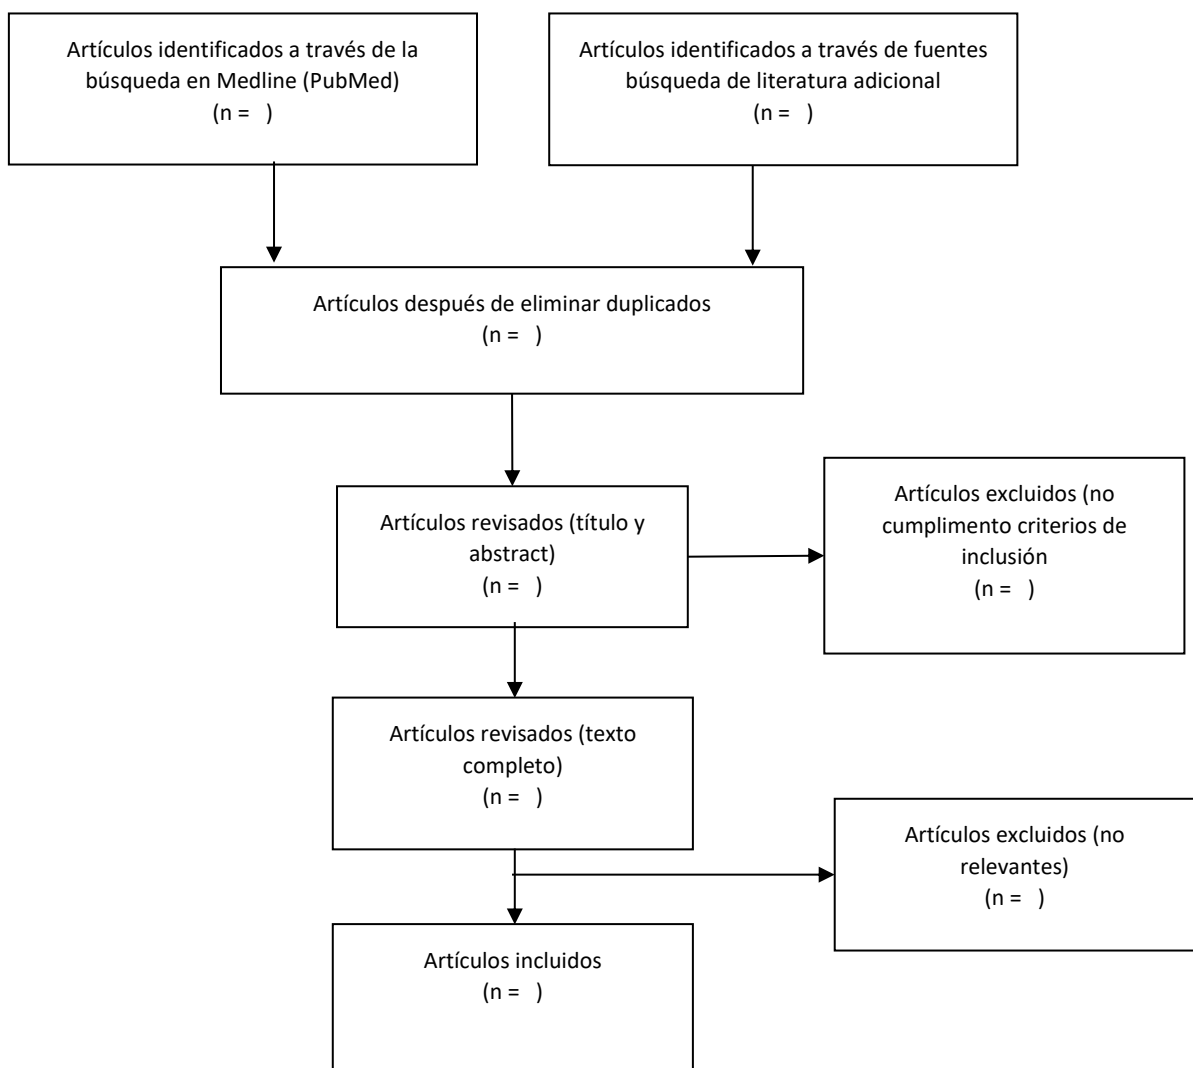 Artículos identificados a través de la
búsqueda en Medline (PubMed)
(n =   )
Artículos identificados a través de fuentes
búsqueda de literatura adicional
(n =   )
Artículos después de eliminar duplicados
(n =   )
Artículos revisados (título y
abstract)
(n =   )
Artículos excluidos (no
cumplimento criterios de
inclusión
(n =   )
Artículos revisados (texto
completo)
(n =   )
Artículos excluidos (no
relevantes)
(n =   )
Artículos incluidos
(n =   )